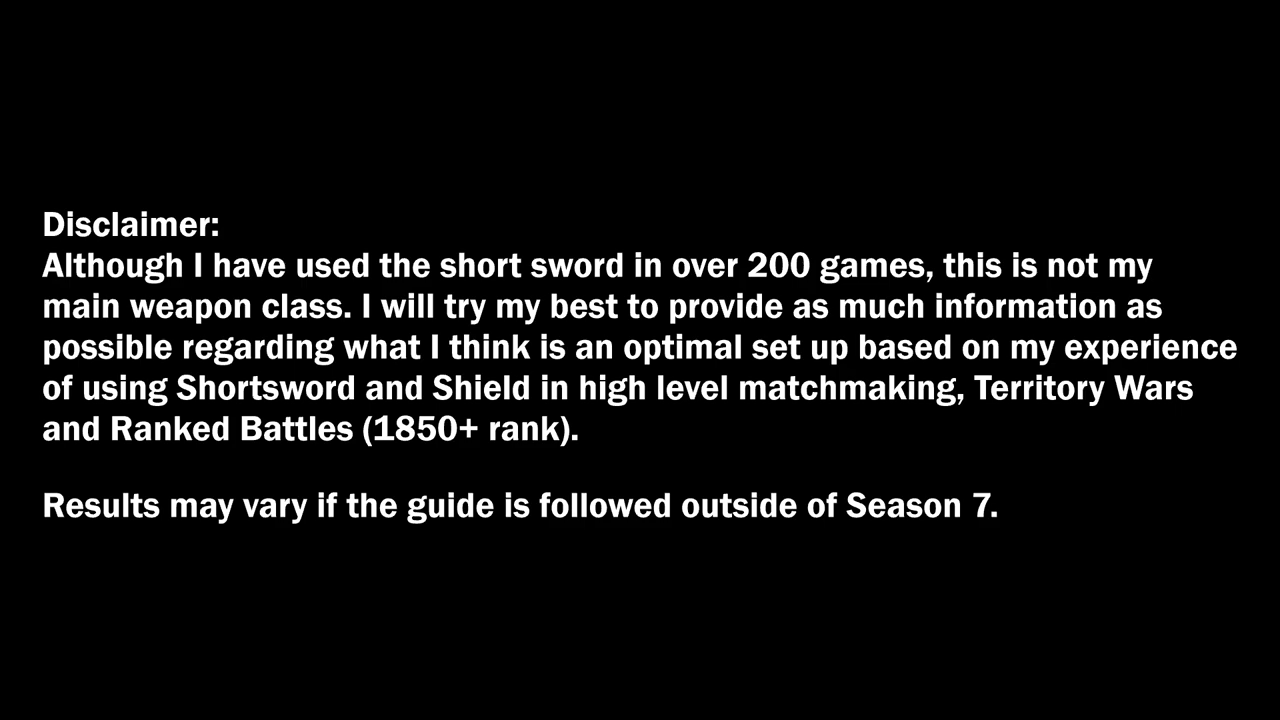 Disclaimer:
Although I have used the short sword in over 200 games, this is not my
main weapon class. I will try my best to provide as much information as
possible regarding what I think is an optimal set up based on my experience
of using Shortsword and Shield in high level matchmaking, Territory Wars
and Ranked Battles (1850+ rank).
Results may vary if the guide is followed outside of Season 7.